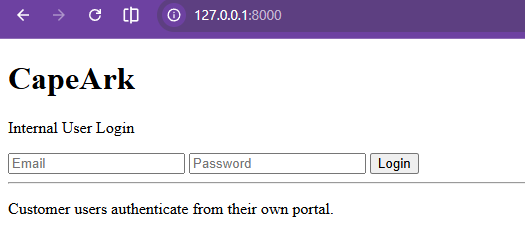 127.0.0.1:8000
CapeArk
Internal User Login
Email Password Login
Customer users authenticate from their own portal.